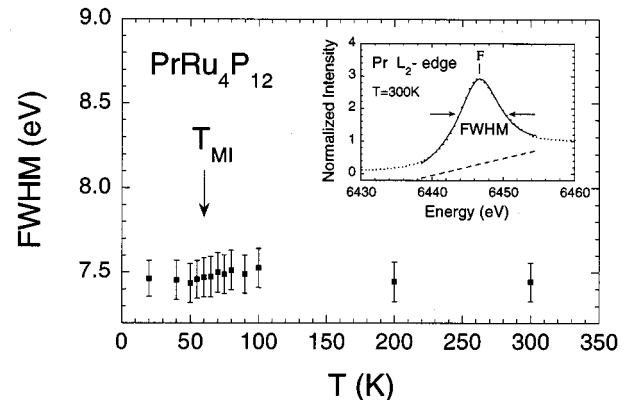 9.0
8.5
8.0
7.5
FWHM (eV)
PrRu4P12
TMI
0 50 100 150 200 250 300 350
T (K)
4
3
2
1
0
Normalized Intensity
Pr L2- edge
T=300K
F
FWHM
6430 6440 6450 6460
Energy (eV)